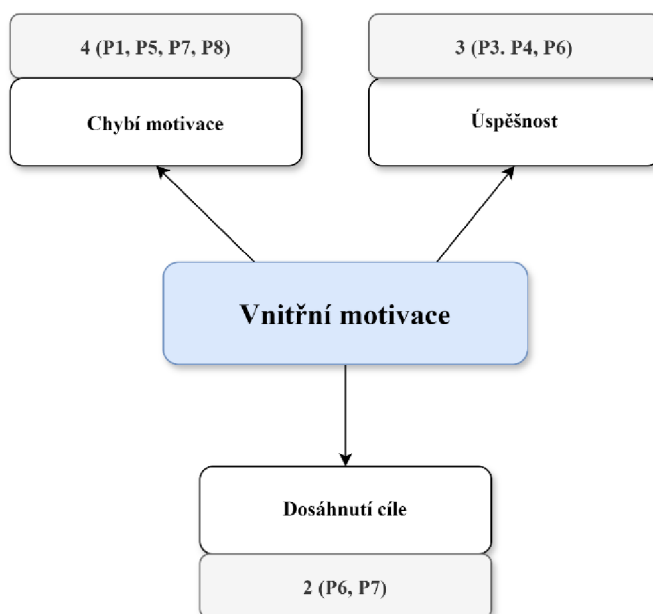 4 (P1, P5, P7, P8)
Chybí motivace
3 (P3. P4, P6)
Úspěšnost
Vnitřní motivace
Dosáhnutí cíle
2 (P6, P7)